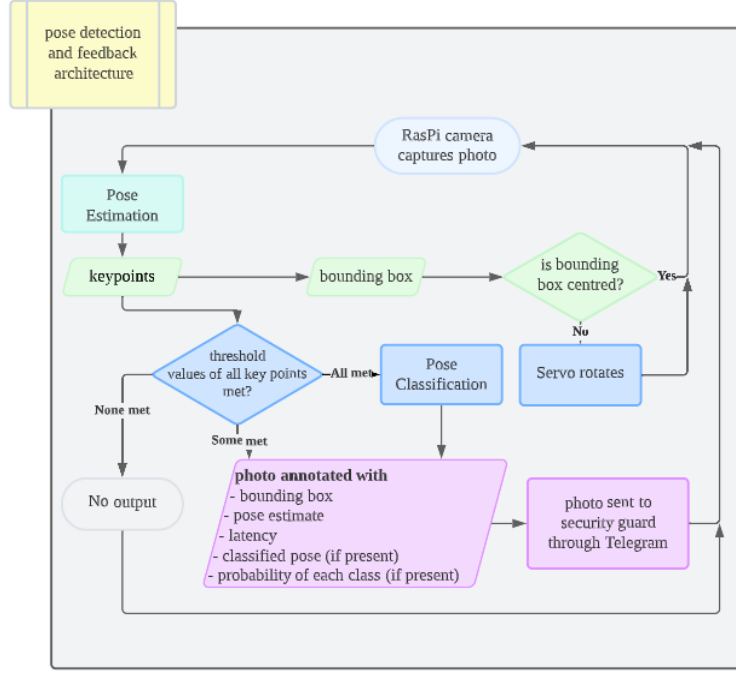 pose detection
and feedback
architecture
RasPi camera
captures photo
Pose
Estimation
keypoints
bounding box
is bounding
box centred?
Yes
No
threshold
values of all key points
met?
All met
Pose
Classification
Servo rotates
None met
Some met
No output
photo annotated with
- bounding box
- pose estimate
- latency
- classified pose (if present)
- probability of each class (if present)
photo sent to
security guard
through Telegram